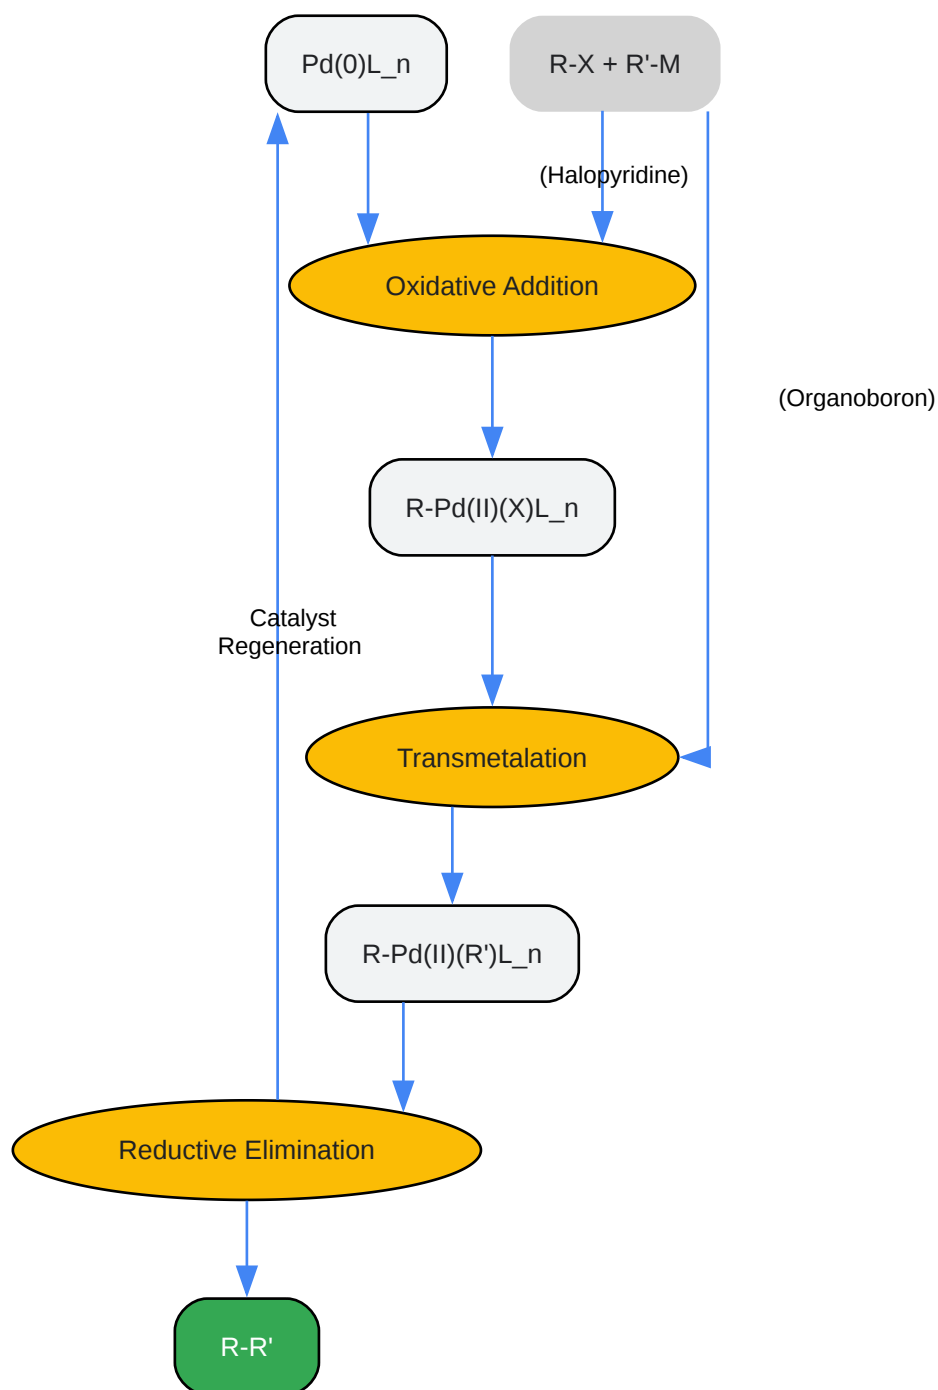 Pd(0)L_n
R-X + R'-M
(Halopyridine)
Oxidative Addition
(Organoboron)
R-Pd(II)(X)L_n
Catalyst
Regeneration
Transmetalation
R-Pd(II)(R')L_n
Reductive Elimination
R-R'